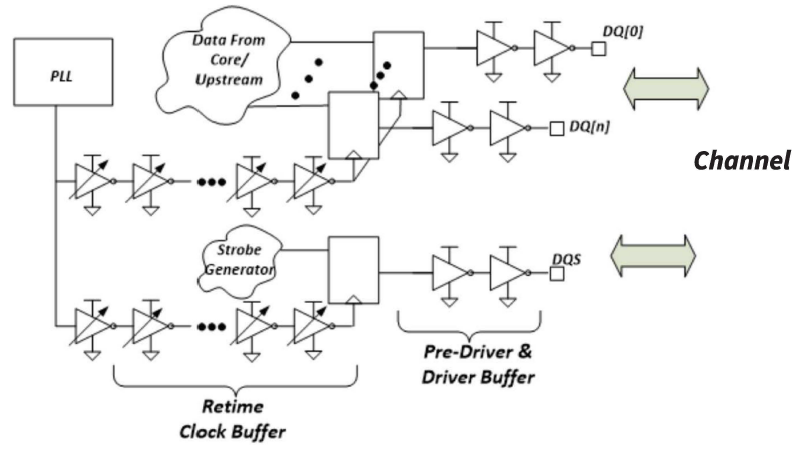 PLL
Data From
Core/
Upstream
DQ[0]
DQ[n]
Channel
Strobe
Generator
DQS
Pre-Driver &
Driver Buffer
Retime
Clock Buffer